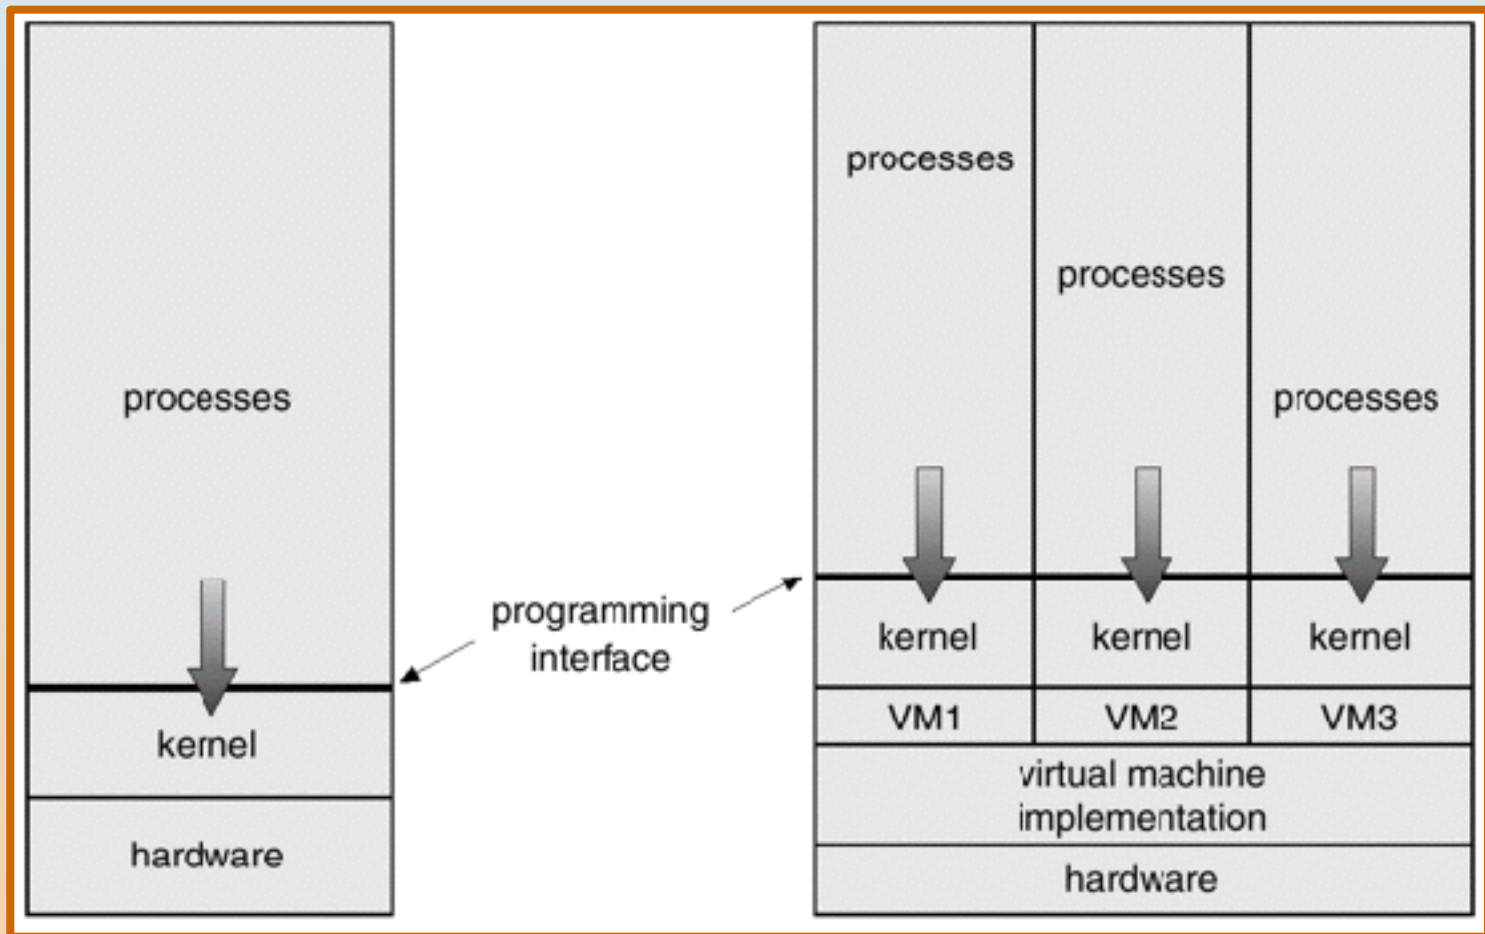 processes
kernel
hardware
programming
interface
processes
processes
processes
kernel
kernel
kernel
VM1
VM2
VM3
virtual machine
implementation
hardware